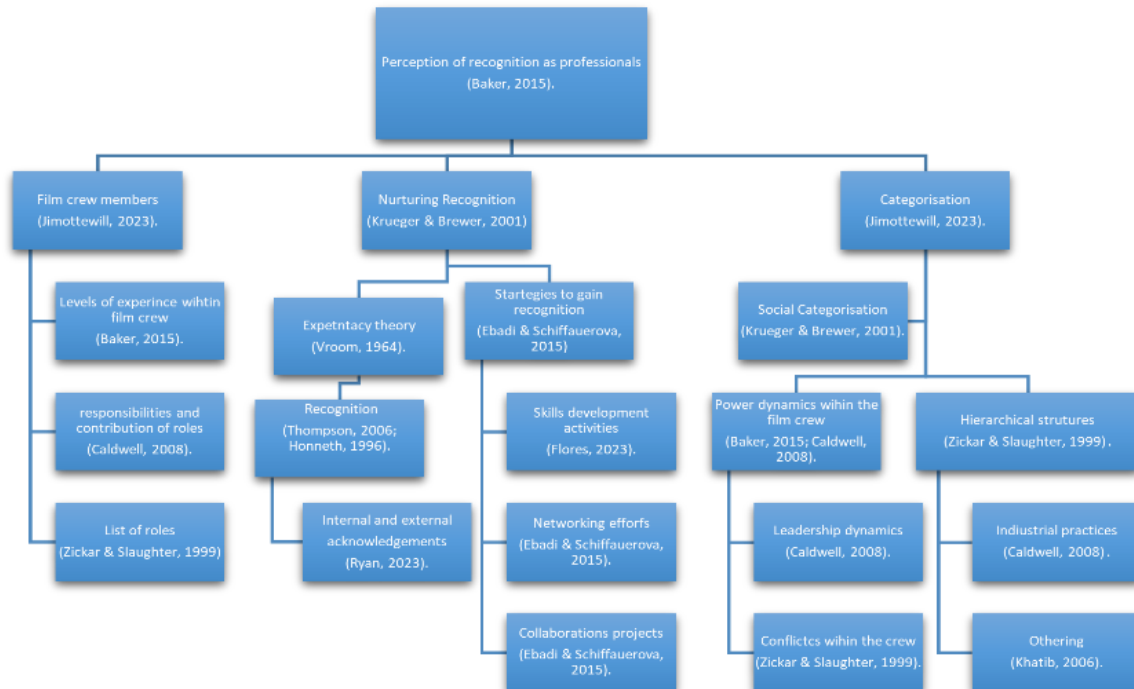 Perception of recognition as professionals
(Baker, 2015).
Film crew members
(Jimottewill, 2023).
Nurturing Recognition
(Krueger & Brewer, 2001)
Categorisation
(Jimottewill, 2023).
Levels of experince wihtin
film crew
(Baker, 2015).
responsibilities and
contribution of roles
(Caldwell, 2008).
List of roles
(Zickar & Slaughter, 1999)
Expetntacy theory
(Vroom, 1964).
Recognition
(Thompson, 2006;
Honneth, 1996).
Internal and external
acknowledgements
(Ryan, 2023).
Startegies to gain
recognition
(Ebadi & Schiffauerova,
2015)
Skills development
activities
(Flores, 2023).
Networking efforfs
(Ebadi & Schiffauerova,
2015).
Collaborations projects
(Ebadi & Schiffauerova,
2015).
Social Categorisation
(Krueger & Brewer, 2001).
Power dynamics wihin the
film crew
(Baker, 2015; Caldwell,
2008).
Leadership dynamics
(Caldwell, 2008).
Conflictcs wihin the crew
(Zickar & Slaughter, 1999).
Hierarchical strutures
(Zickar & Slaughter, 1999).
Indiustrial practices
(Caldwell, 2008) .
Othering
(Khatib, 2006).